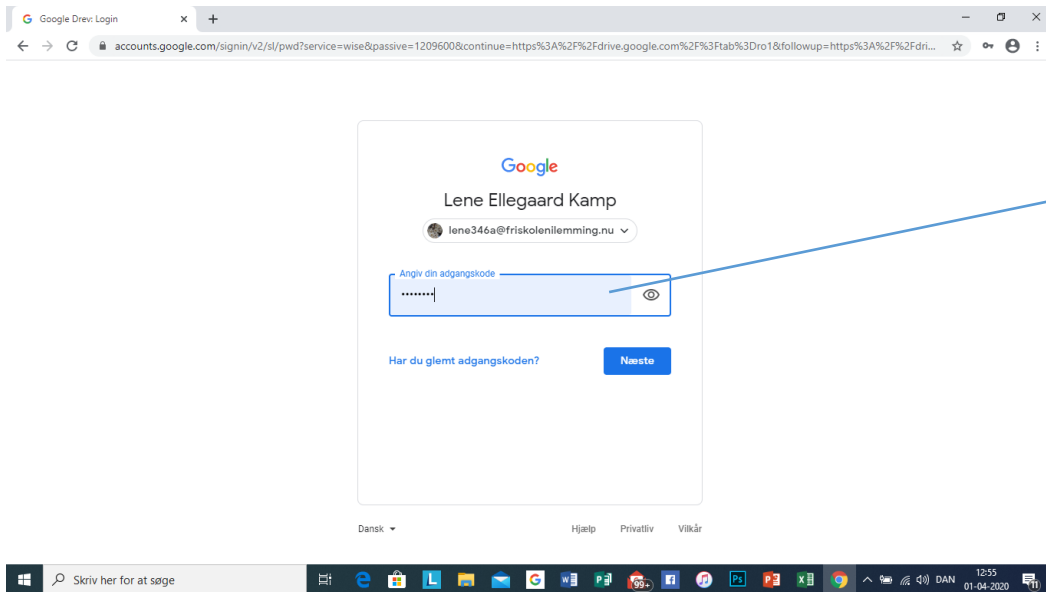 Google Drev: Login
accounts.google.com/signin/v2/sl/pwd?service=wise&passive=1209600&continue=https%3A%2F%2Fdrive.google.com%2F%3Ftab%3Dro1&followup=https%3A%2F%2Fdri...
Google
Lene Ellegaard Kamp
lene346a@friskolenilemming.nu
Angiv din adgangskode
••••••••
Har du glemt adgangskoden? Næste
Dansk Hjælp Privatliv Vilkår
Skriv her for at søge L G 99+ Ps DAN 12:55
01-04-2020 11